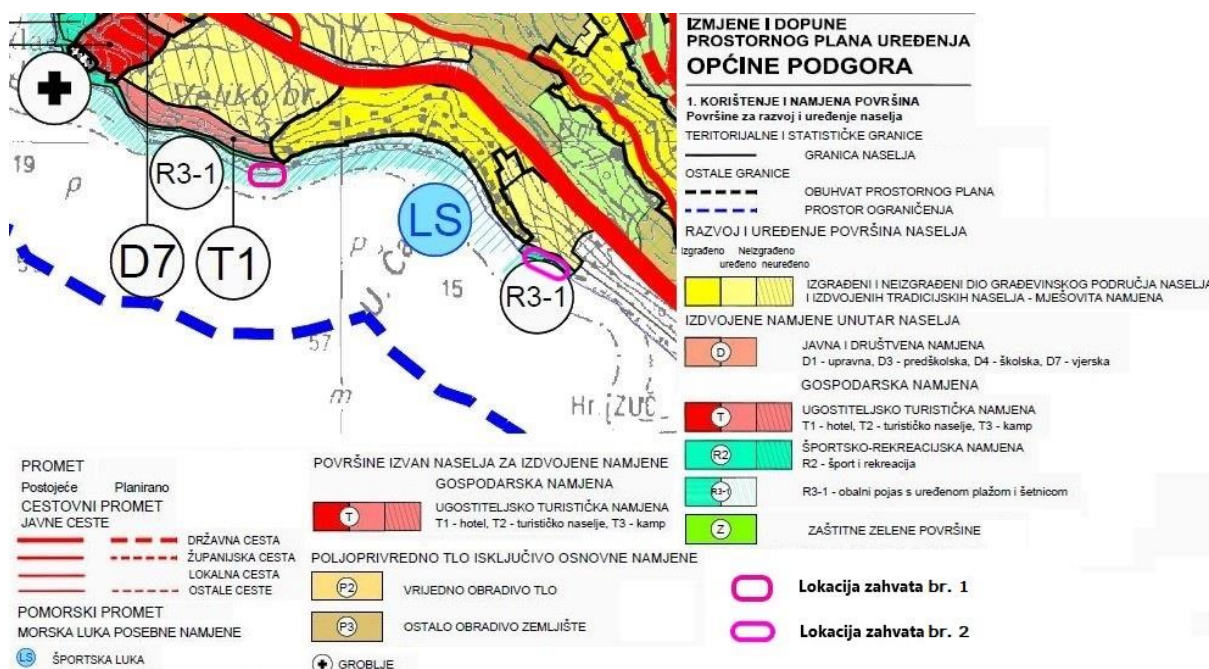 Veliko br.
19
p
R3-1
D7
T1
LS
p
U. Ca
15
R3-1
57
m
Hr. ZUČ
100
IZMJENE I DOPUNE
PROSTORNOG PLANA UREĐENJA
OPĆINE PODGORA
1. KORIŠTENJE I NAMJENA POVRŠINA
Površine za razvoj i uređenje naselja
TERITORIJALNE I STATISTIČKE GRANICE
GRANICA NASELJA
OSTALE GRANICE
OBUHVAT PROSTORNOG PLANA
PROSTOR OGRANIČENJA
RAZVOJ I UREĐENJE POVRŠINA NASELJA
izgrađeno Neizgrađeno
uređeno neuređeno
IZGRAĐENI I NEIZGRAĐENI DIO GRAĐEVINSKOG PODRUČJA NASELJA
I IZDVOJENIH TRADICIJSKIH NASELJA - MJEŠOVITA NAMJENA
IZDVOJENE NAMJENE UNUTAR NASELJA
D JAVNA I DRUŠTVENA NAMJENA
D1 - upravna, D3 - predškolska, D4 - školska, D7 - vjerska
GOSPODARSKA NAMJENA
T UGOSTITELJSKO TURISTIČKA NAMJENA
T1 - hotel, T2 - turističko naselje, T3 - kamp
R2 ŠPORTSKO-REKREACIJSKA NAMJENA
R2 - šport i rekreacija
R3-1 R3-1 - obalni pojas s uređenom plažom i šetnicom
Z ZAŠTITNE ZELENE POVRŠINE
PROMET
Postojeće Planirano
CESTOVNI PROMET
JAVNE CESTE
DRŽAVNA CESTA
ŽUPANIJSKA CESTA
LOKALNA CESTA
OSTALE CESTE
POMORSKI PROMET
MORSKA LUKA POSEBNE NAMJENE
LS ŠPORTSKA LUKA
POVRŠINE IZVAN NASELJA ZA IZDVOJENE NAMJENE
GOSPODARSKA NAMJENA
T UGOSTITELJSKO TURISTIČKA NAMJENA
T1 - hotel, T2 - turističko naselje, T3 - kamp
POLJOPRIVREDNO TLO ISKLJUČIVO OSNOVNE NAMJENE
P2 VRIJEDNO OBRADIVO TLO
P3 OSTALO OBRADIVO ZEMLJIŠTE
GROBLJE
Lokacija zahvata br. 1
Lokacija zahvata br. 2